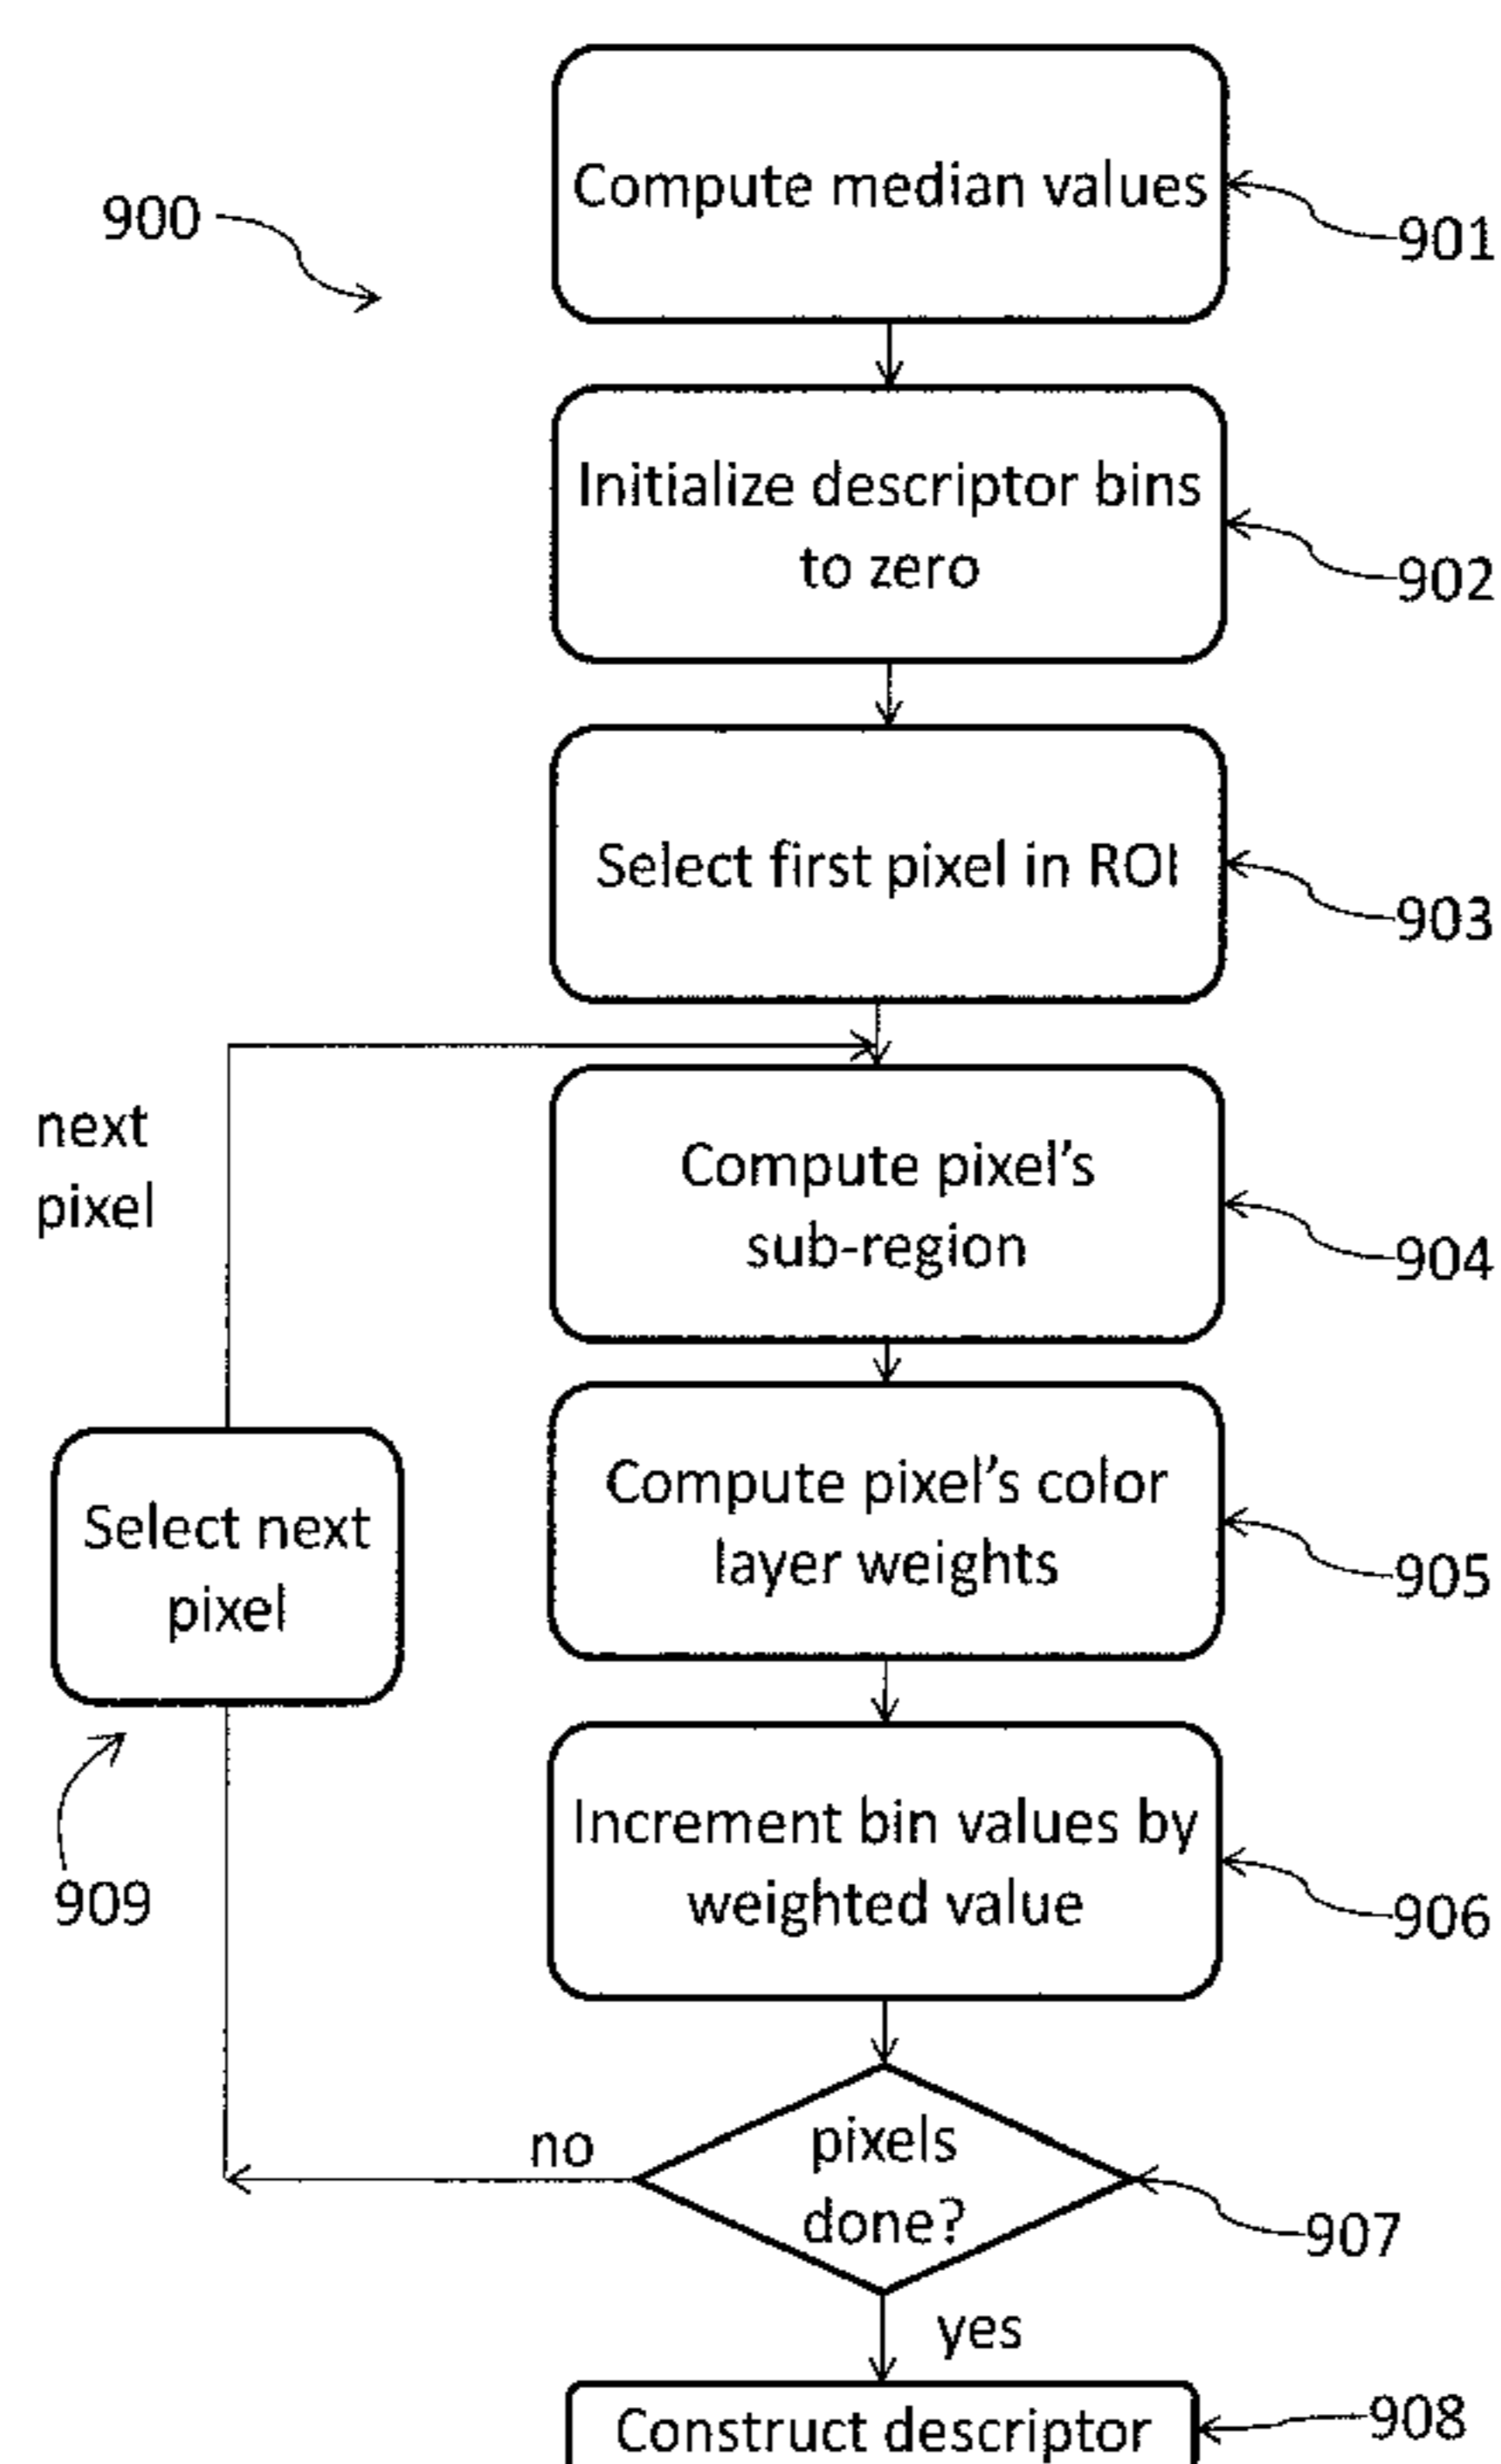 Compute median values
900
901
Initialize descriptor bins
to zero
902
Select first pixel in ROI
903
next
pixel
Compute pixel's
sub-region
904
Select next
pixel
Compute pixel's color
layer weights
905
909
Increment bin values by
weighted value
906
no
pixels
done?
907
yes
Construct descriptor
908